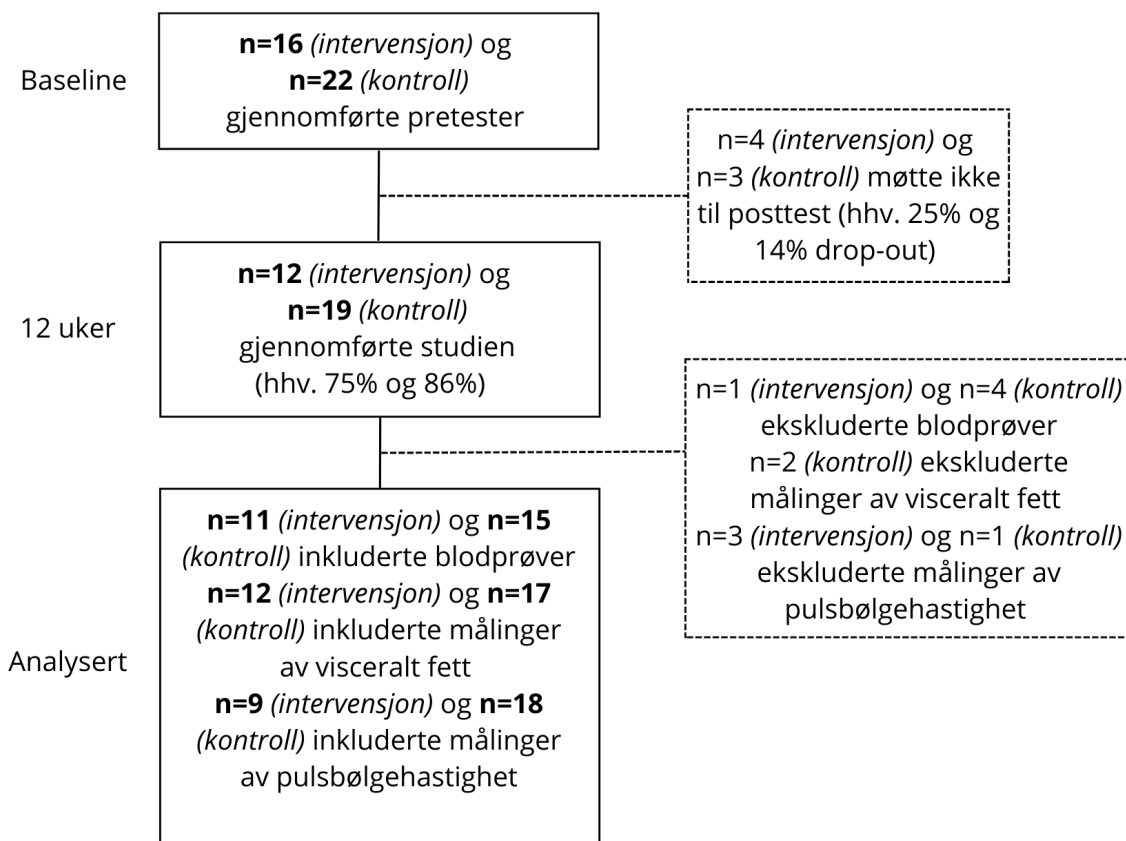 Baseline
n=16 (intervensjon) og
n=22 (kontroll)
gjennomførte pretester
n=4 (intervensjon) og
n=3 (kontroll) møtte ikke
til posttest (hhv. 25% og
14% drop-out)
12 uker
n=12 (intervensjon) og
n=19 (kontroll)
gjennomførte studien
(hhv. 75% og 86%)
n=1 (intervensjon) og n=4 (kontroll)
ekskluderte blodprøver
n=2 (kontroll) ekskluderte
målinger av visceralt fett
n=3 (intervensjon) og n=1 (kontroll)
ekskluderte målinger av
pulsbølgehastighet
Analysert
n=11 (intervensjon) og n=15
(kontroll) inkluderte blodprøver
n=12 (intervensjon) og n=17
(kontroll) inkluderte målinger
av visceralt fett
n=9 (intervensjon) og n=18
(kontroll) inkluderte målinger
av pulsbølgehastighet